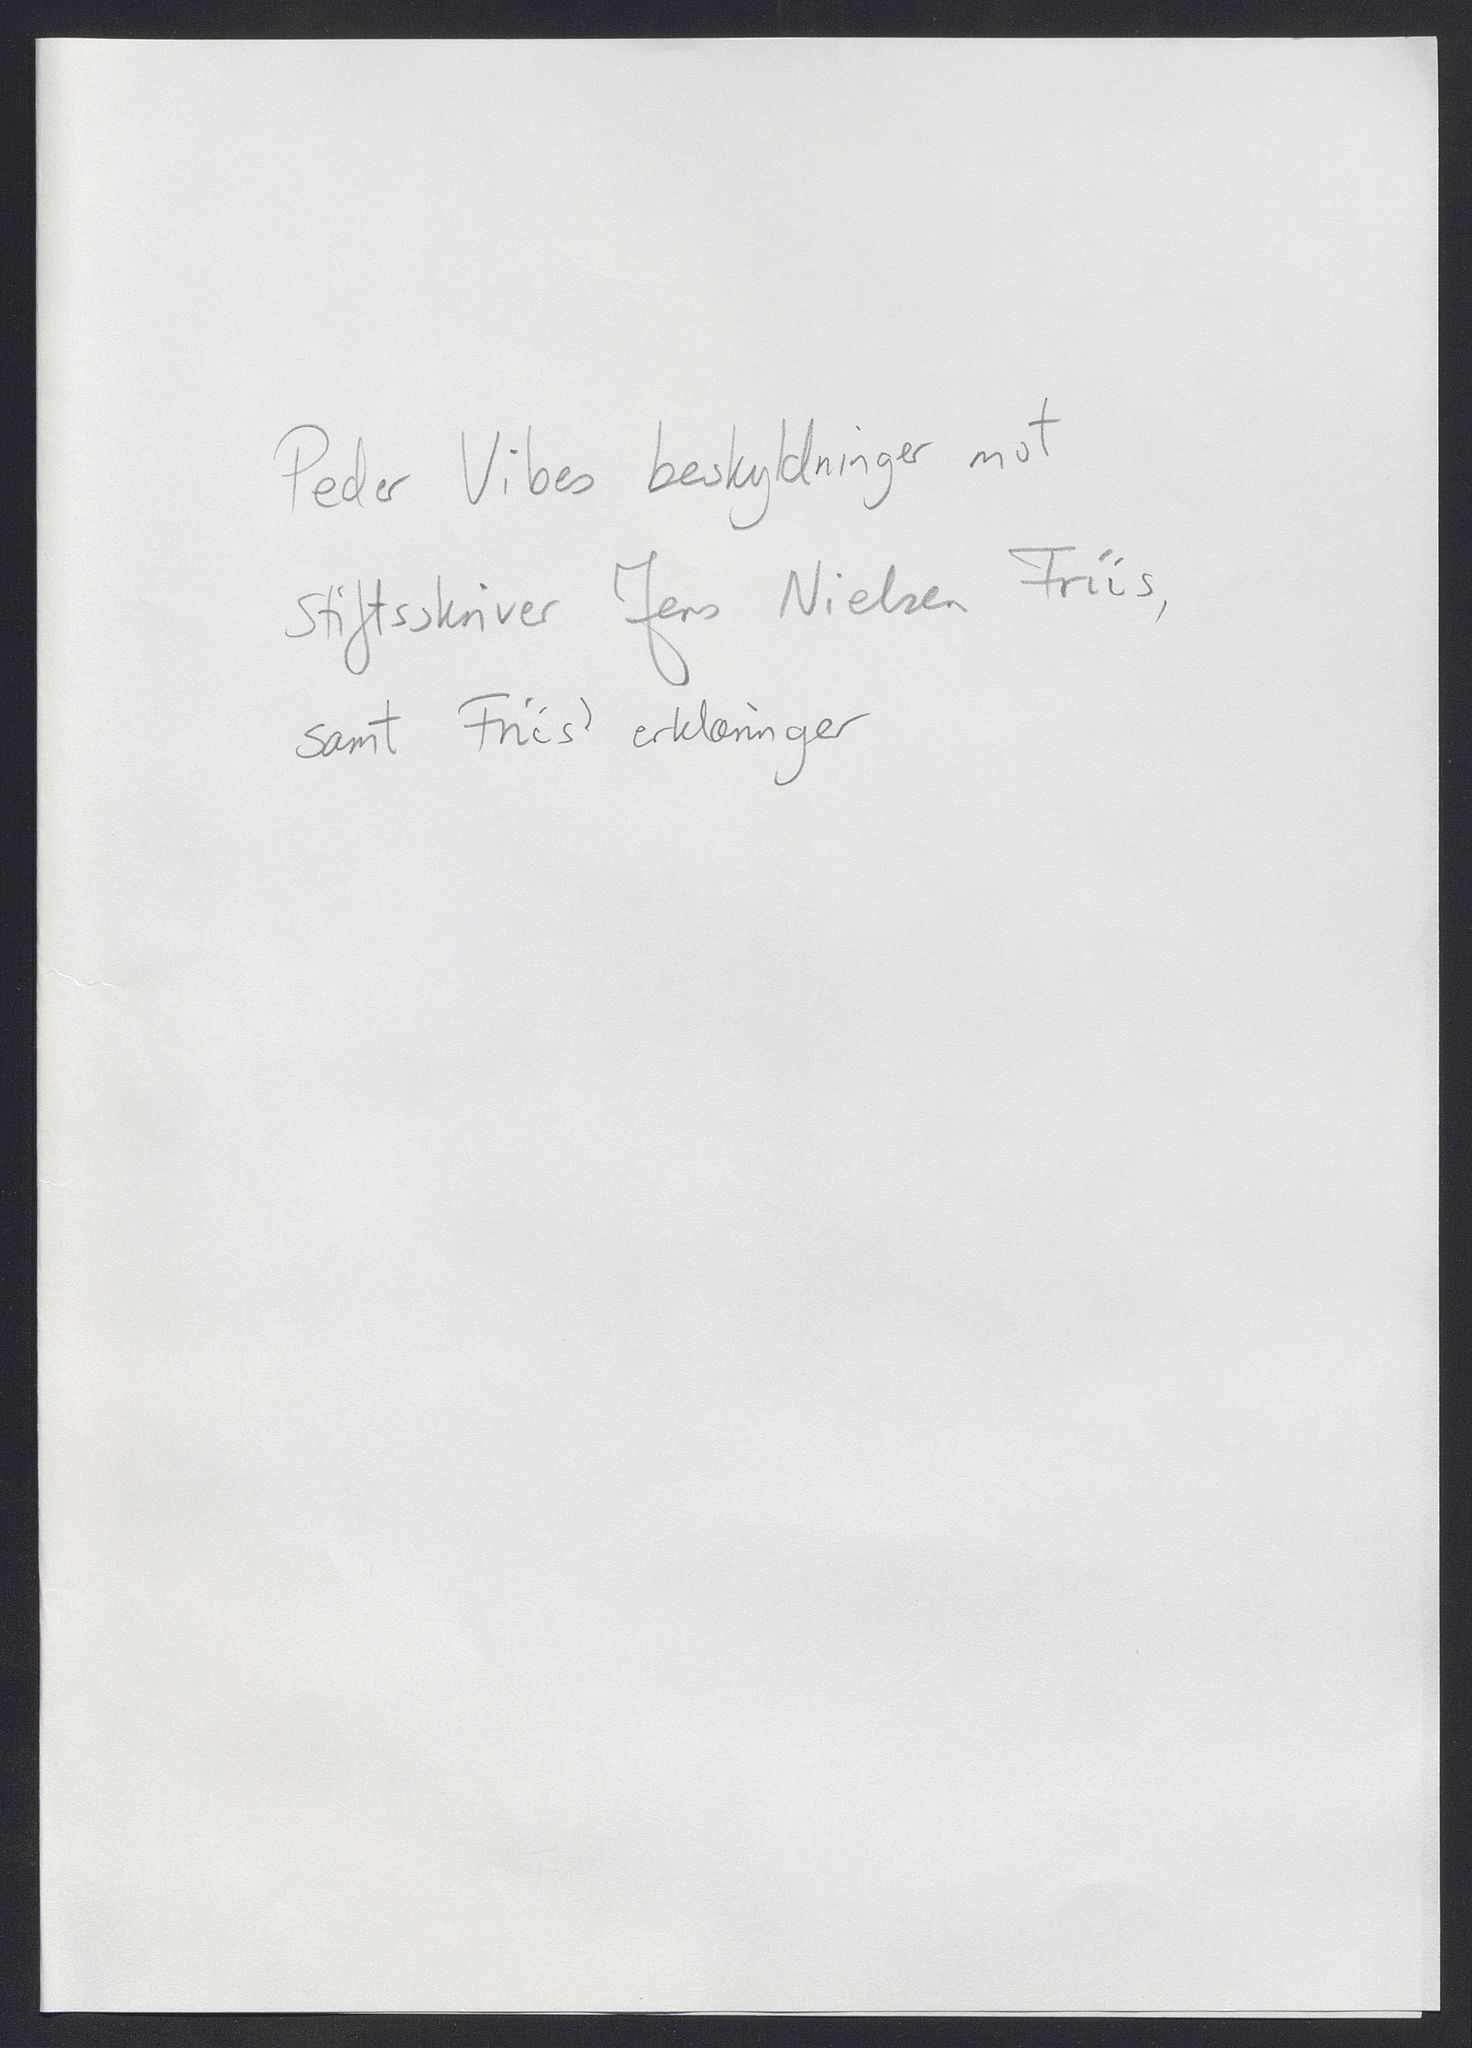 Peder Vibes beskyldninger mot
Stiftsskriver Jens Nielsen Friis,
samt Friis' erklæringer